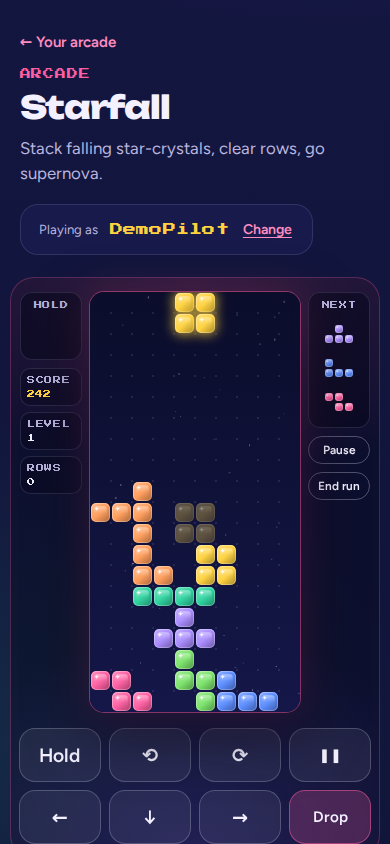 ← Your arcade
ARCADE
Starfall
Stack falling star-crystals, clear rows, go
supernova.
Playing as DemoPilot Change
HOLD
SCORE
242
LEVEL
1
ROWS
0
NEXT
Pause
End run
Hold ⟲ ⟳ ❚❚
← ↓ → Drop